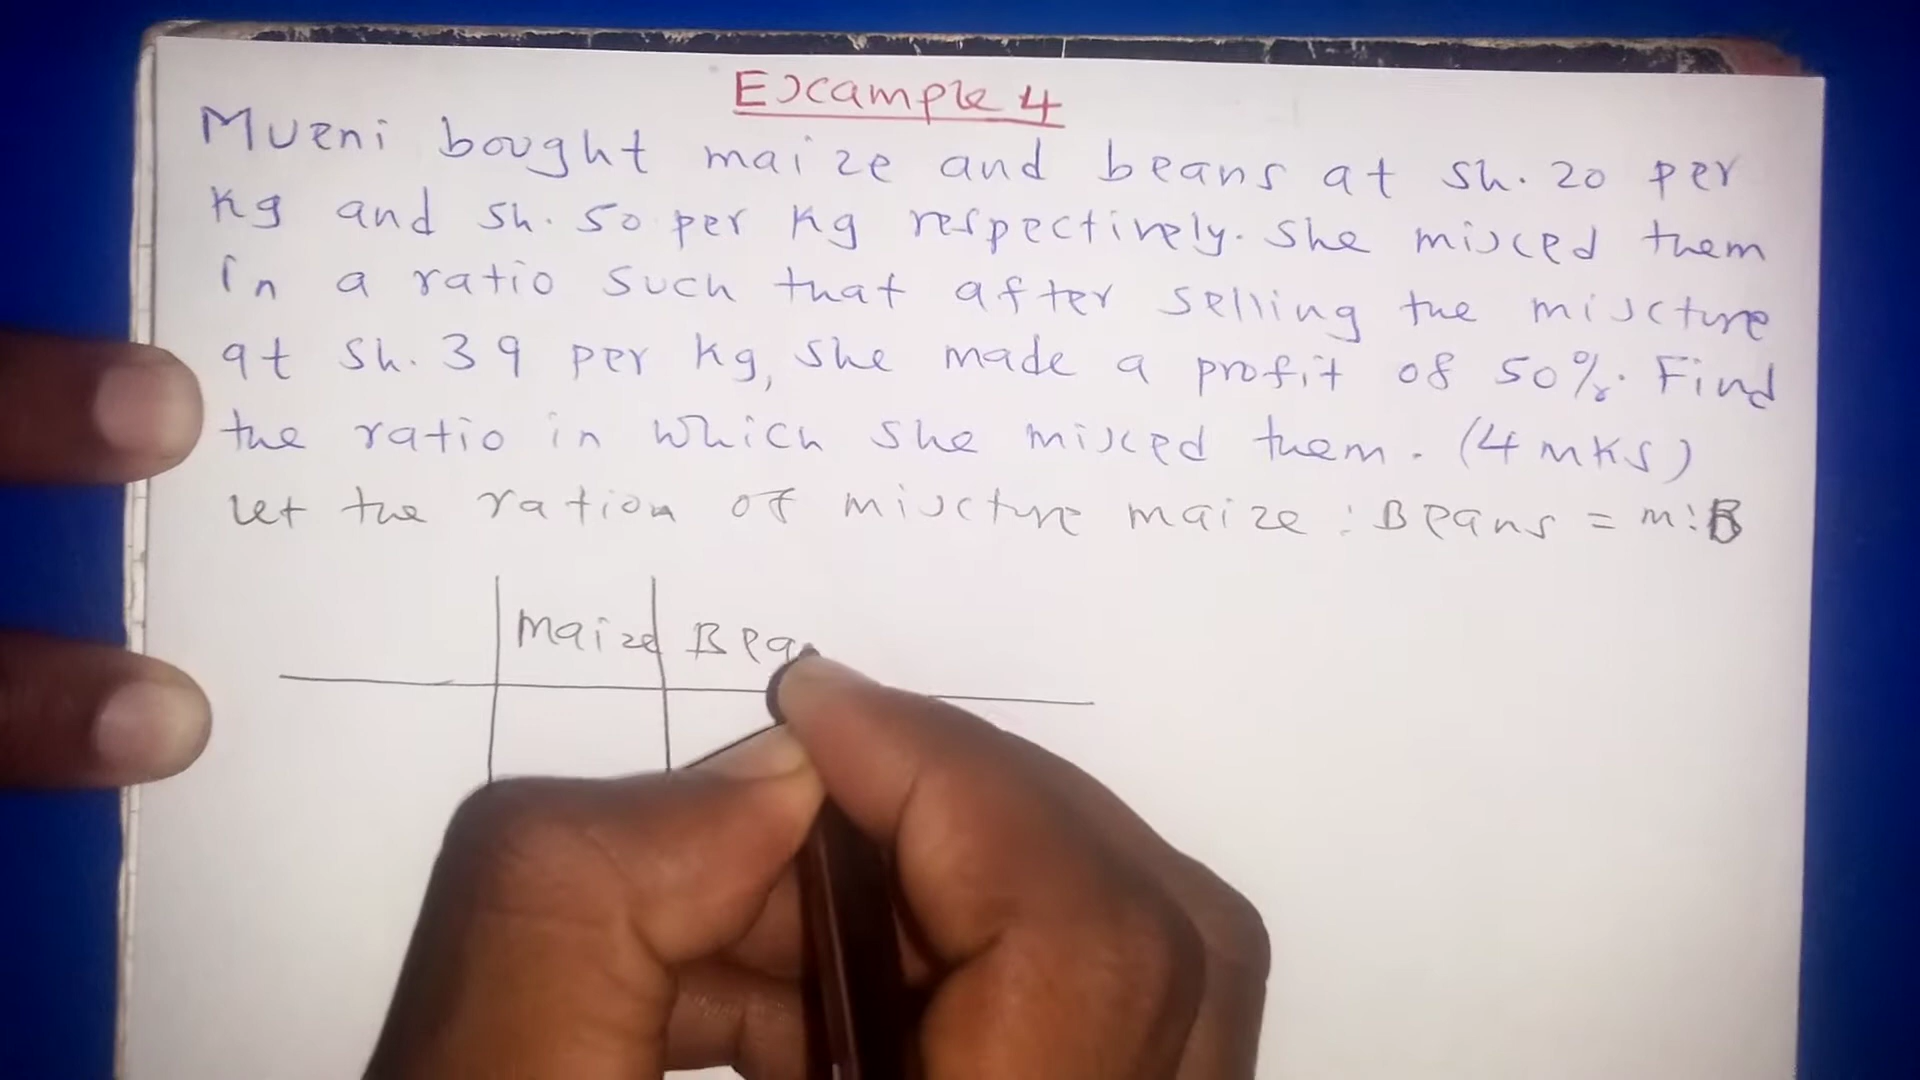 Example 4
Mueni bought maize and beans at sh. 20 per
kg and sh. 50 per kg respectively. She mixed them
in a ratio such that after selling the mixture
at sh. 39 per kg, she made a profit of 50%. Find
the ratio in which she mixed them. (4 mks)
let the ration of mixture maize : Beans = m:B
maize Bea